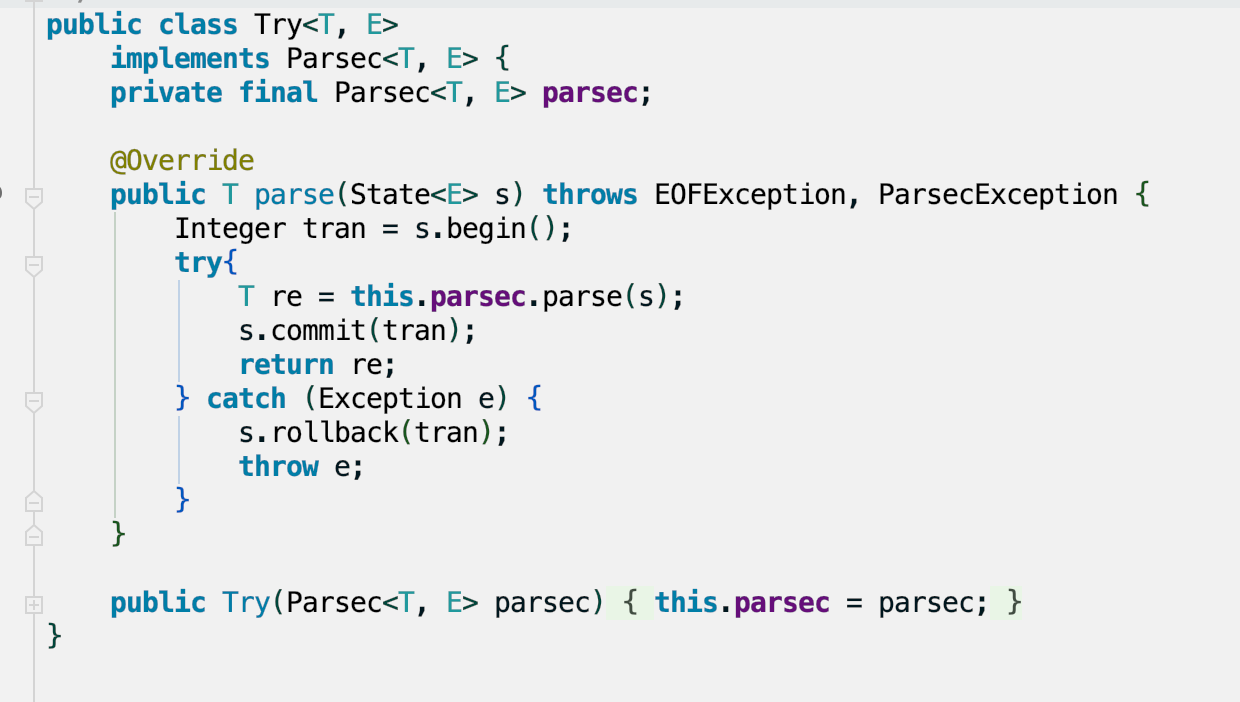 public class Try<T, E>
    implements Parsec<T, E> {
    private final Parsec<T, E> parsec;

    @Override
    public T parse(State<E> s) throws EOFException, ParsecException {
        Integer tran = s.begin();
        try{
            T re = this.parsec.parse(s);
            s.commit(tran);
            return re;
        } catch (Exception e) {
            s.rollback(tran);
            throw e;
        }
    }

    public Try(Parsec<T, E> parsec) { this.parsec = parsec; }
}